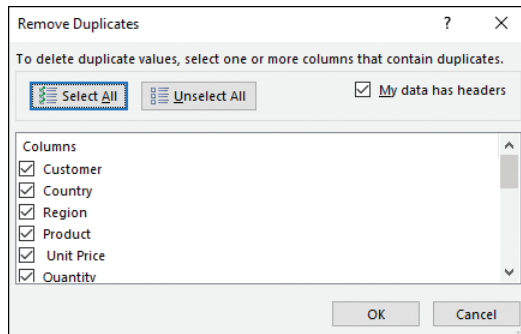 Remove Duplicates ?
To delete duplicate values, select one or more columns that contain duplicates.
Select All Unselect All My data has headers
Columns
Customer
Country
Region
Product
Unit Price
Quantity
OK Cancel